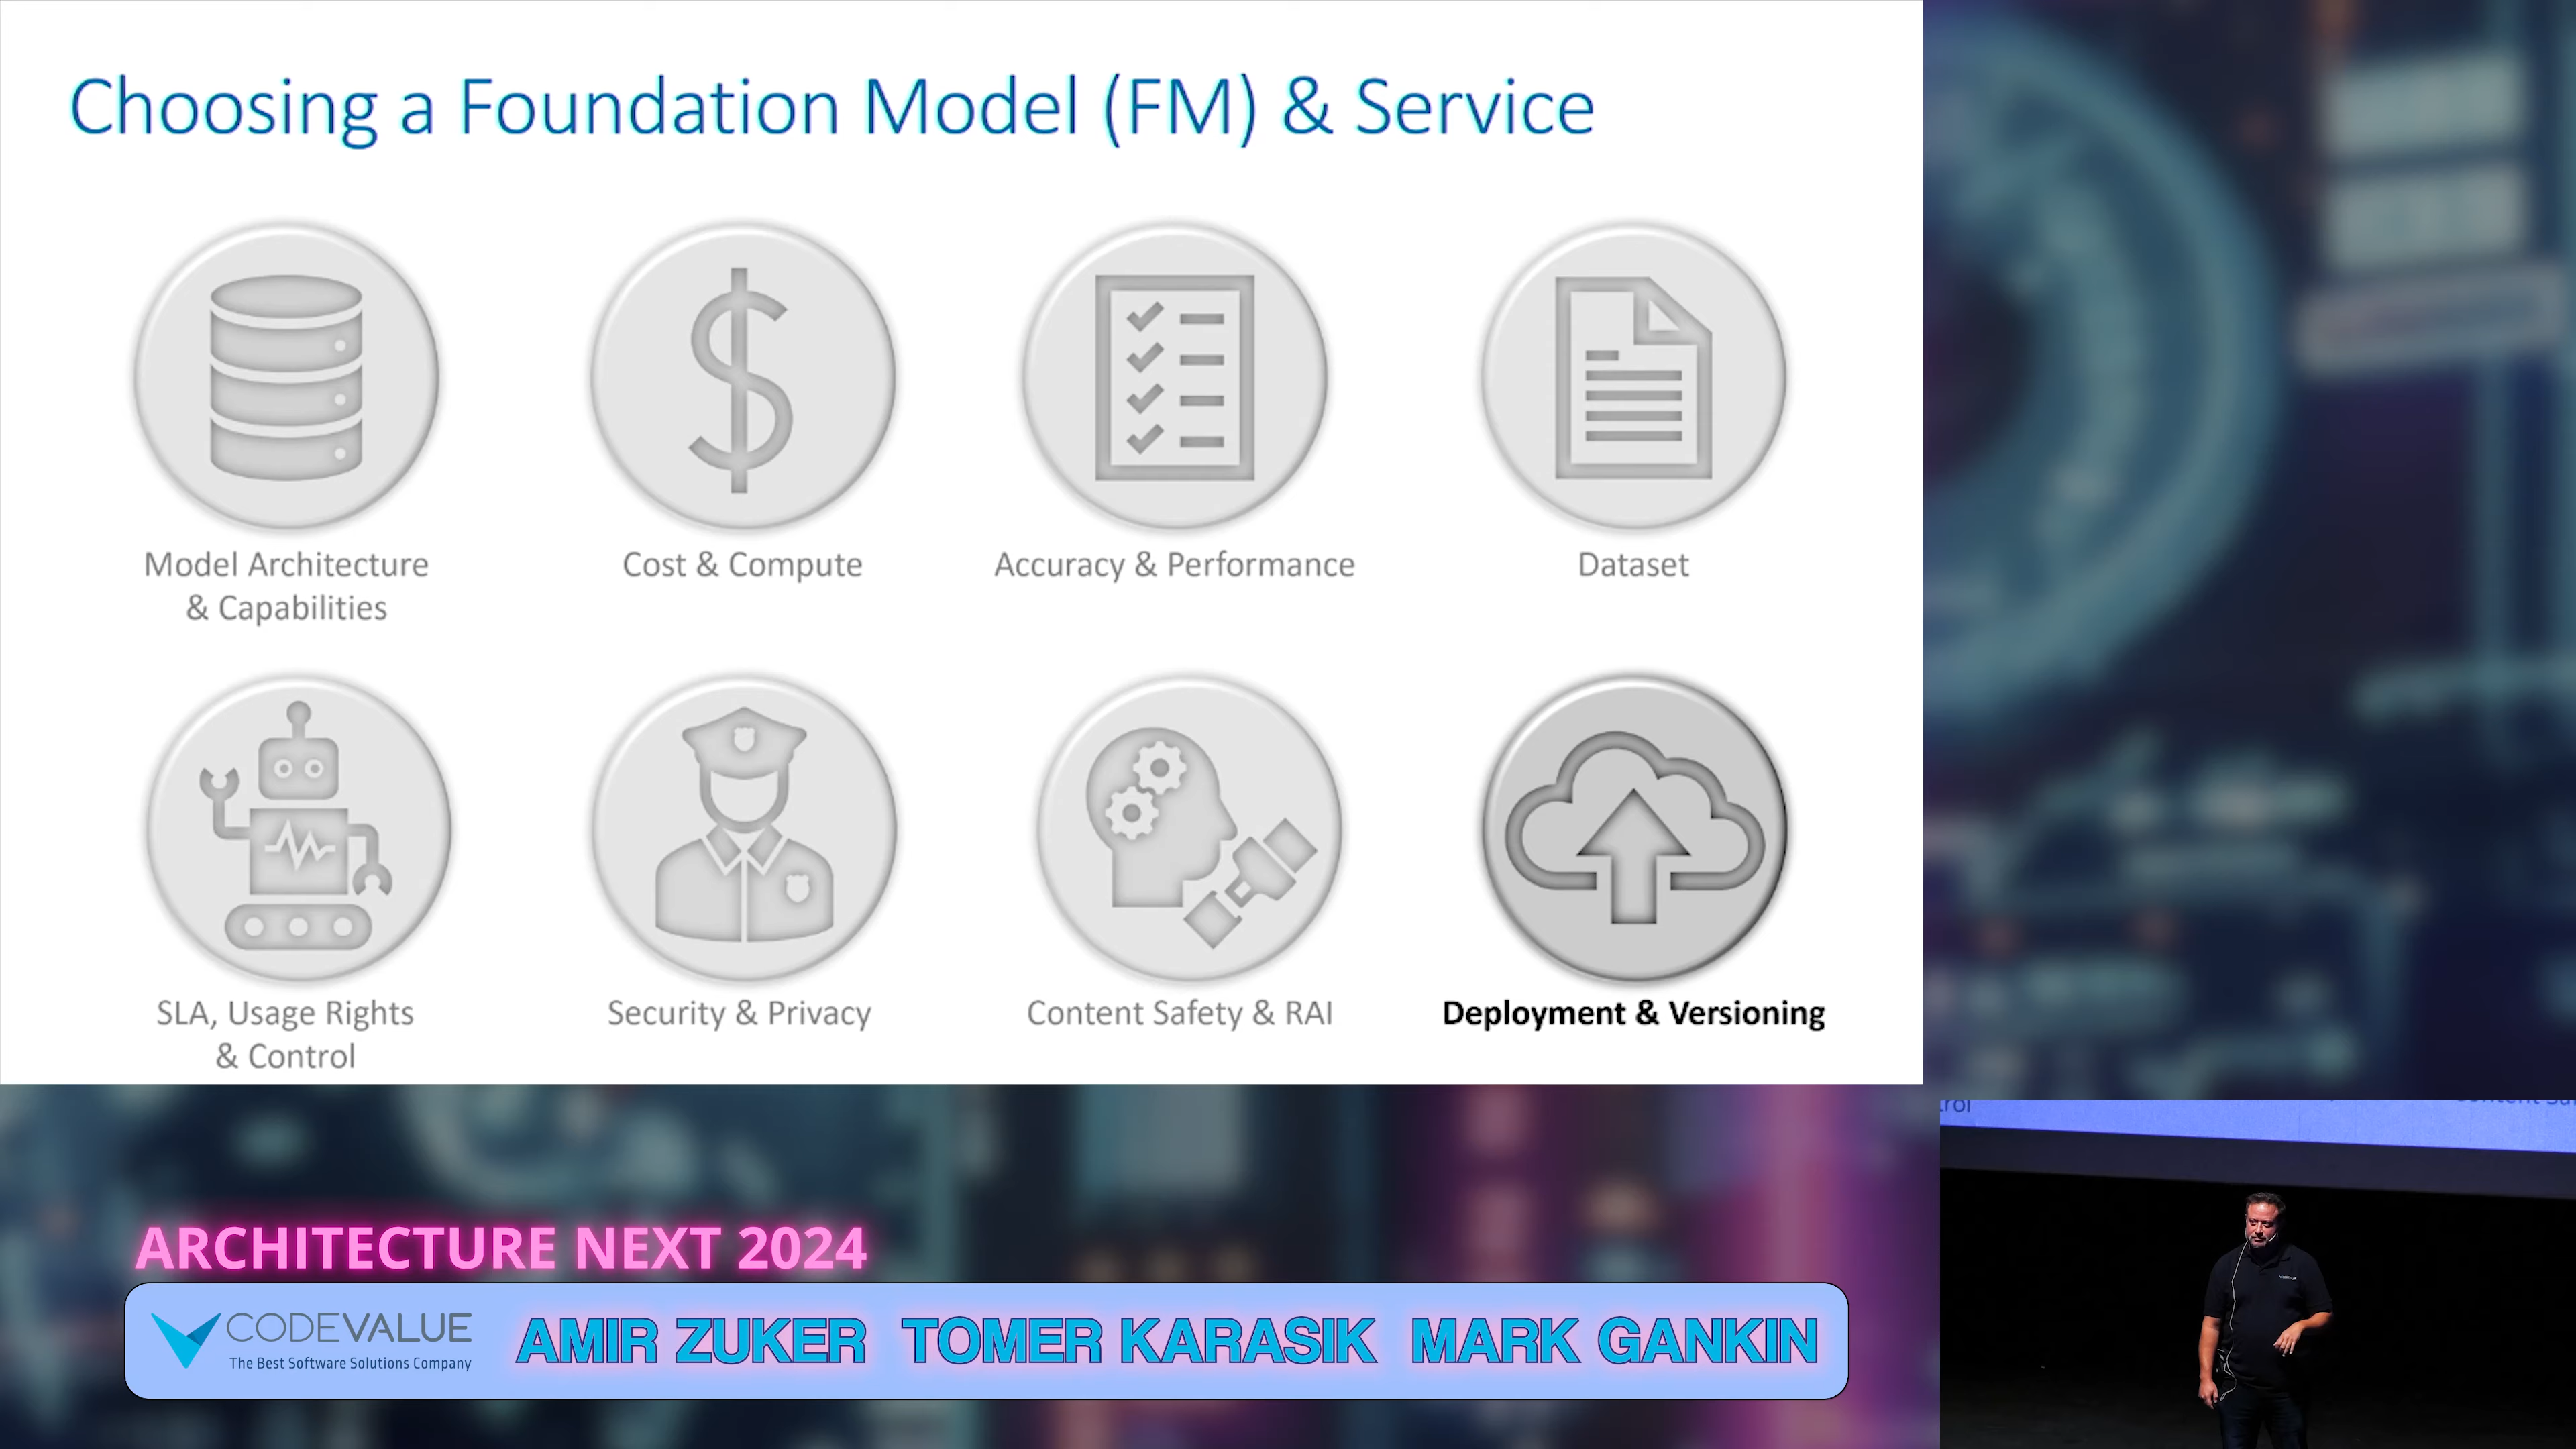 Choosing a Foundation Model (FM) & Service
Model Architecture
& Capabilities
Cost & Compute
Accuracy & Performance
Dataset
SLA, Usage Rights
& Control
Security & Privacy
Content Safety & RAI
Deployment & Versioning
ARCHITECTURE NEXT 2024
CODEVALUE
The Best Software Solutions Company
AMIR ZUKER TOMER KARASIK MARK GANKIN